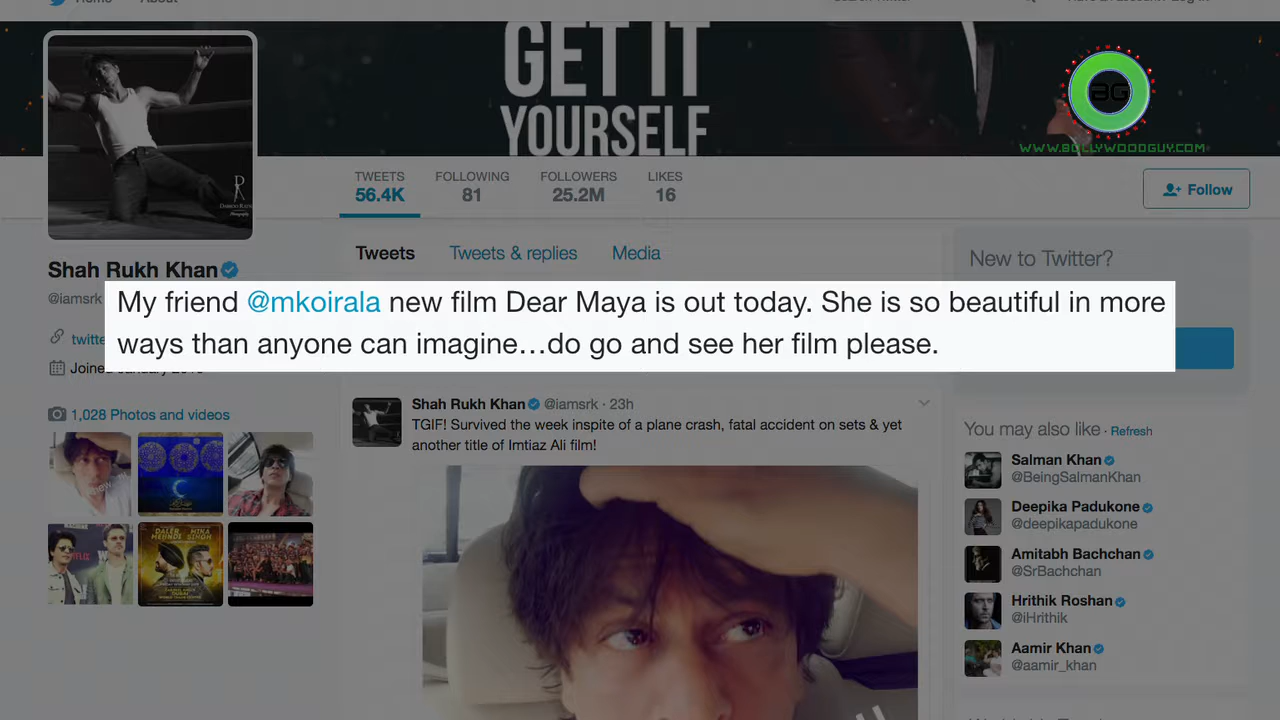 GET IT
YOURSELF
BG
WWW.BOLLYWOODGUY.COM
TWEETS
56.4K
FOLLOWING
81
FOLLOWERS
25.2M
LIKES
16
Follow
Tweets
Tweets & replies
Media
New to Twitter?
Shah Rukh Khan
@iamsrk
My friend @mkoirala new film Dear Maya is out today. She is so beautiful in more
ways than anyone can imagine…do go and see her film please.
1,028 Photos and videos
Shah Rukh Khan @iamsrk · 23h
TGIF! Survived the week inspite of a plane crash, fatal accident on sets & yet
another title of Imtiaz Ali film!
You may also like · Refresh
Salman Khan
@BeingSalmanKhan
Deepika Padukone
@deepikapadukone
Amitabh Bachchan
@SrBachchan
Hrithik Roshan
@iHrithik
Aamir Khan
@aamir_khan